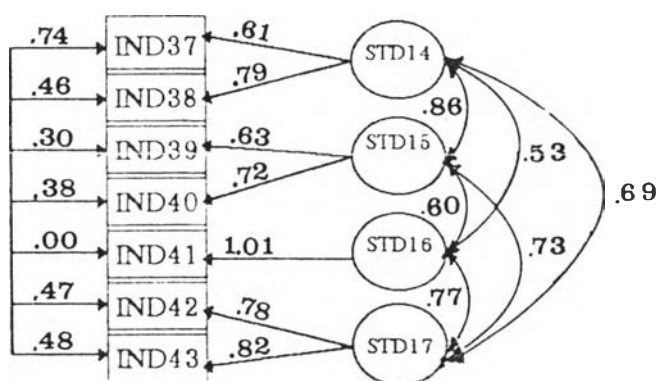 .74 IND37 .61 STD14
.46 IND38 .79
.86
.30 IND39 .63 STD15
.53
.69
.38 IND40 .72
.60
.00 IND41 1.01 STD16
.73
.77
.47 IND42 .78
.48 IND43 .82 STD17